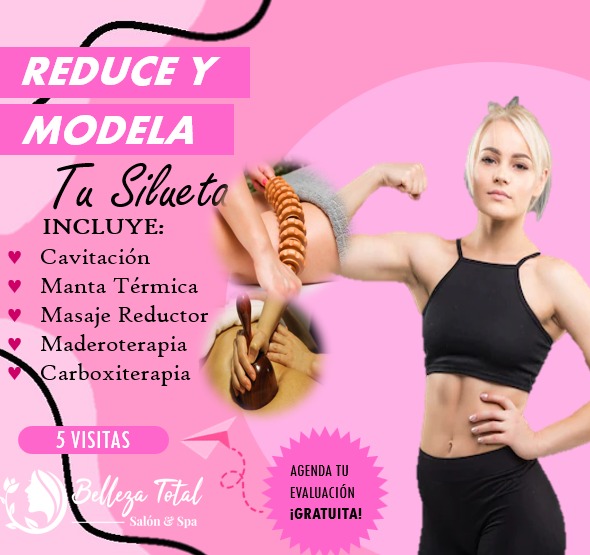 REDUCE Y
MODELA
Tu Silueta
INCLUYE:
Cavitación
Manta Térmica
Masaje Reductor
Maderoterapia
Carboxiterapia
5 VISITAS
Belleza Total
Salón & Spa
AGENDA TU
EVALUACIÓN
¡GRATUITA!